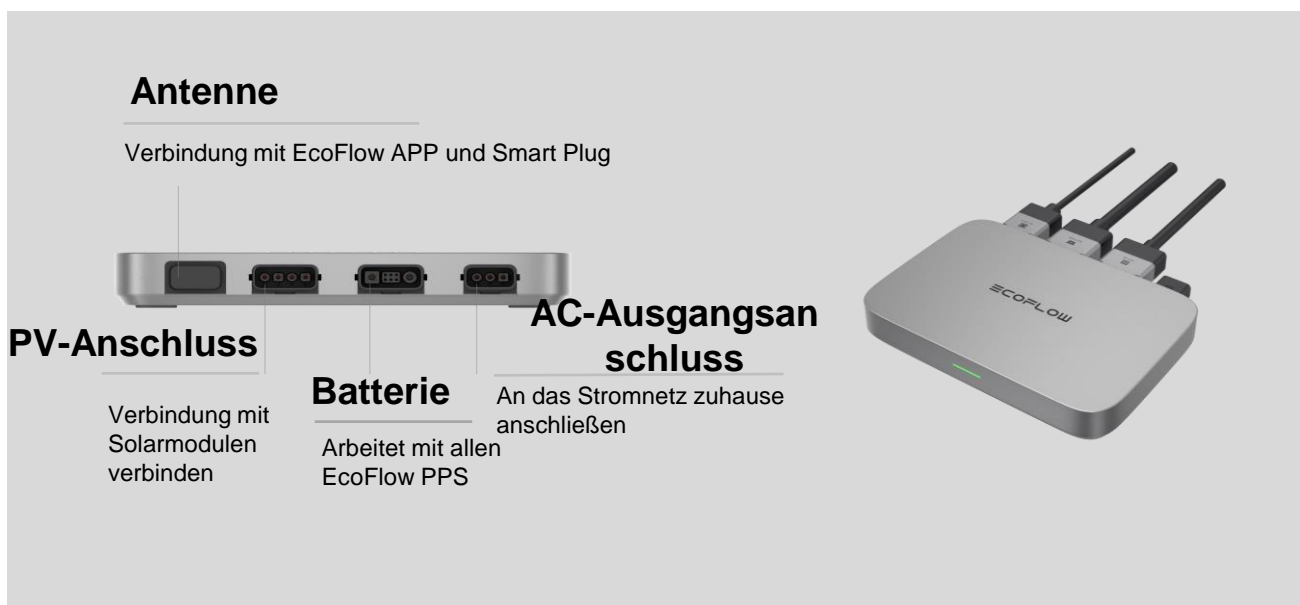 Antenne
Verbindung mit EcoFlow APP und Smart Plug
PV-Anschluss
Verbindung mit
Solarmodulen
verbinden
Batterie
Arbeitet mit allen
EcoFlow PPS
AC-Ausgangsan
schluss
An das Stromnetz zuhause
anschließen
ECOFLOW